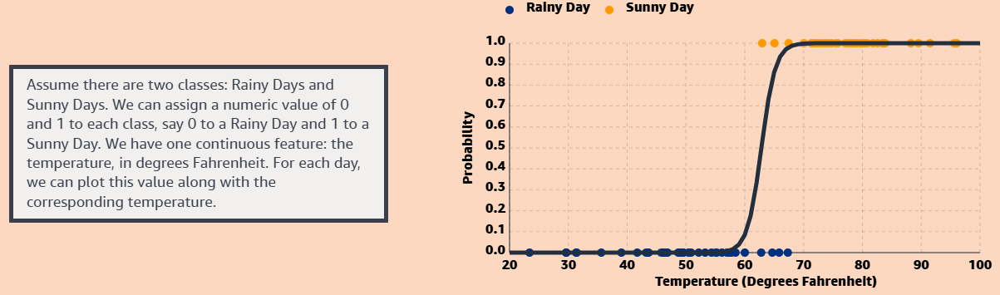 Rainy Day Sunny Day
Assume there are two classes: Rainy Days and
Sunny Days. We can assign a numeric value of 0
and 1 to each class, say 0 to a Rainy Day and 1 to a
Sunny Day. We have one continuous feature: the
temperature, in degrees Fahrenheit. For each day,
we can plot this value along with the
corresponding temperature.
Probability
1.0
0.9
0.8
0.7
0.6
0.5
0.4
0.3
0.2
0.1
0.0
20 30 40 50 60 70 80 90 100
Temperature (Degrees Fahrenheit)